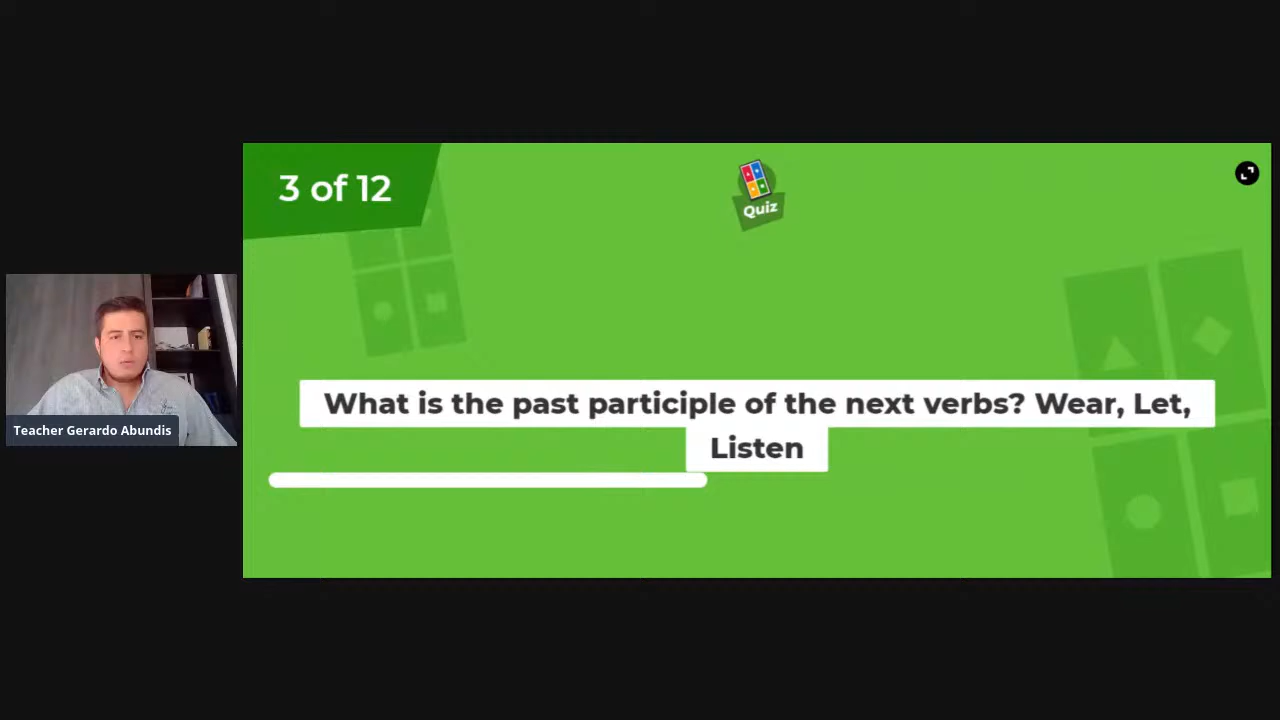 3 of 12
Quiz
What is the past participle of the next verbs? Wear, Let,
Listen
Teacher Gerardo Abundis